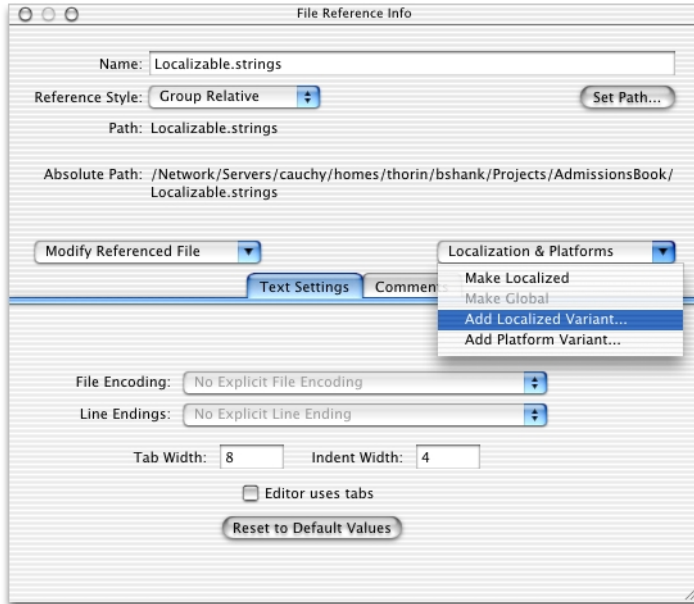 File Reference Info
Name: Localizable.strings
Reference Style: Group Relative Set Path...
Path: Localizable.strings
Absolute Path: /Network/Servers/cauchy/homes/thorin/bshank/Projects/AdmissionsBook/
Localizable.strings
Modify Referenced File Localization & Platforms
Make Localized
Make Global
Add Localized Variant...
Add Platform Variant...
Text Settings Comment
File Encoding: No Explicit File Encoding
Line Endings: No Explicit Line Ending
Tab Width: 8 Indent Width: 4
Editor uses tabs
Reset to Default Values